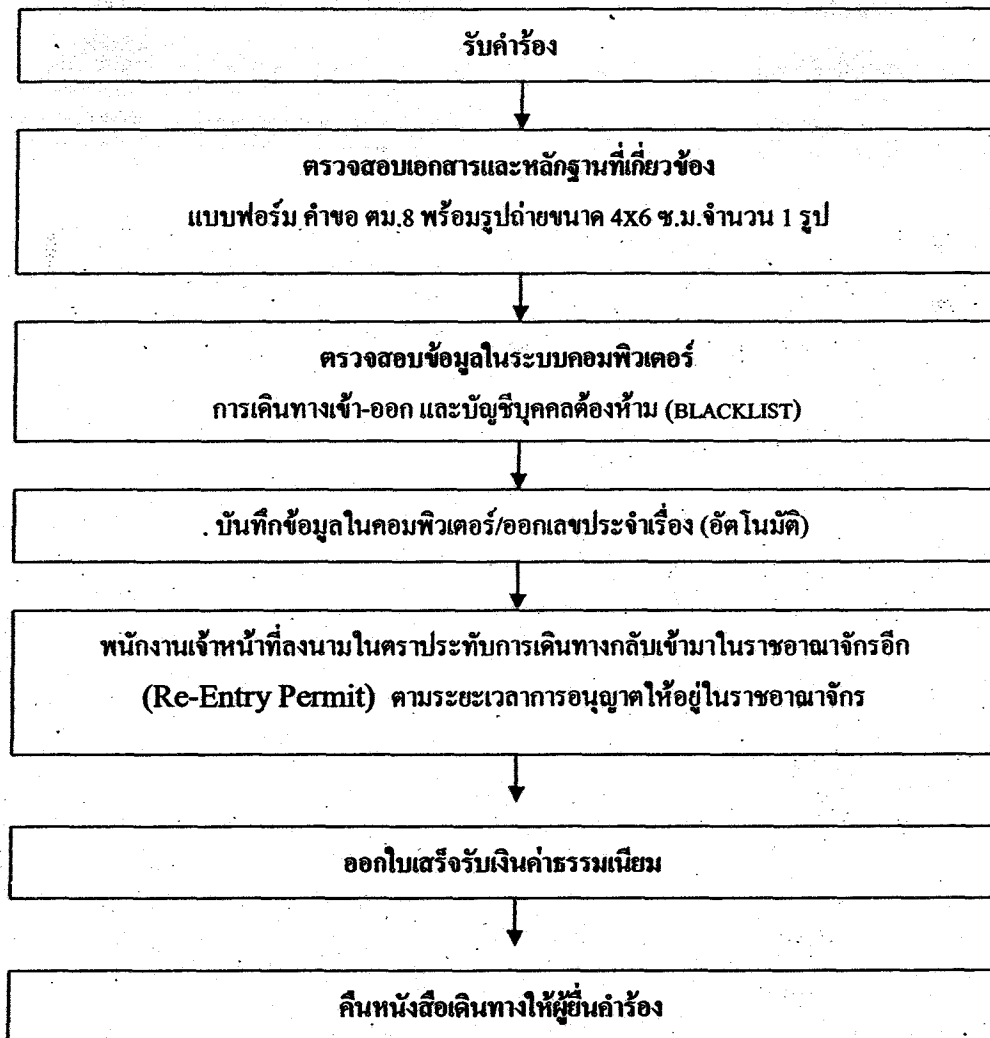 รับคำร้อง
ตรวจสอบเอกสารและหลักฐานที่เกี่ยวข้อง
แบบฟอร์ม คำขอ ตม.8 พร้อมรูปถ่ายขนาด 4X6 ซ.ม.จำนวน 1 รูป
ตรวจสอบข้อมูลในระบบคอมพิวเตอร์
การเดินทางเข้า-ออก และบัญชีบุคคลต้องห้าม (BLACKLIST)
. บันทึกข้อมูลในคอมพิวเตอร์/ออกเลขประจำเรื่อง (อัตโนมัติ)
พนักงานเจ้าหน้าที่ลงนามในตราประทับการเดินทางกลับเข้ามาในราชอาณาจักรอีก
(Re-Entry Permit) ตามระยะเวลาการอนุญาตให้อยู่ในราชอาณาจักร
ออกใบเสร็จรับเงินค่าธรรมเนียม
คืนหนังสือเดินทางให้ผู้ยื่นคำร้อง